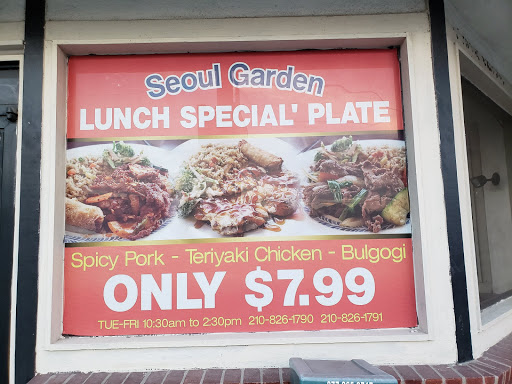 Seoul Garden
LUNCH SPECIAL' PLATE
Spicy Pork - Teriyaki Chicken - Bulgogi
ONLY $7.99
TUE-FRI 10:30am to 2:30pm 210-826-1790 210-826-1791